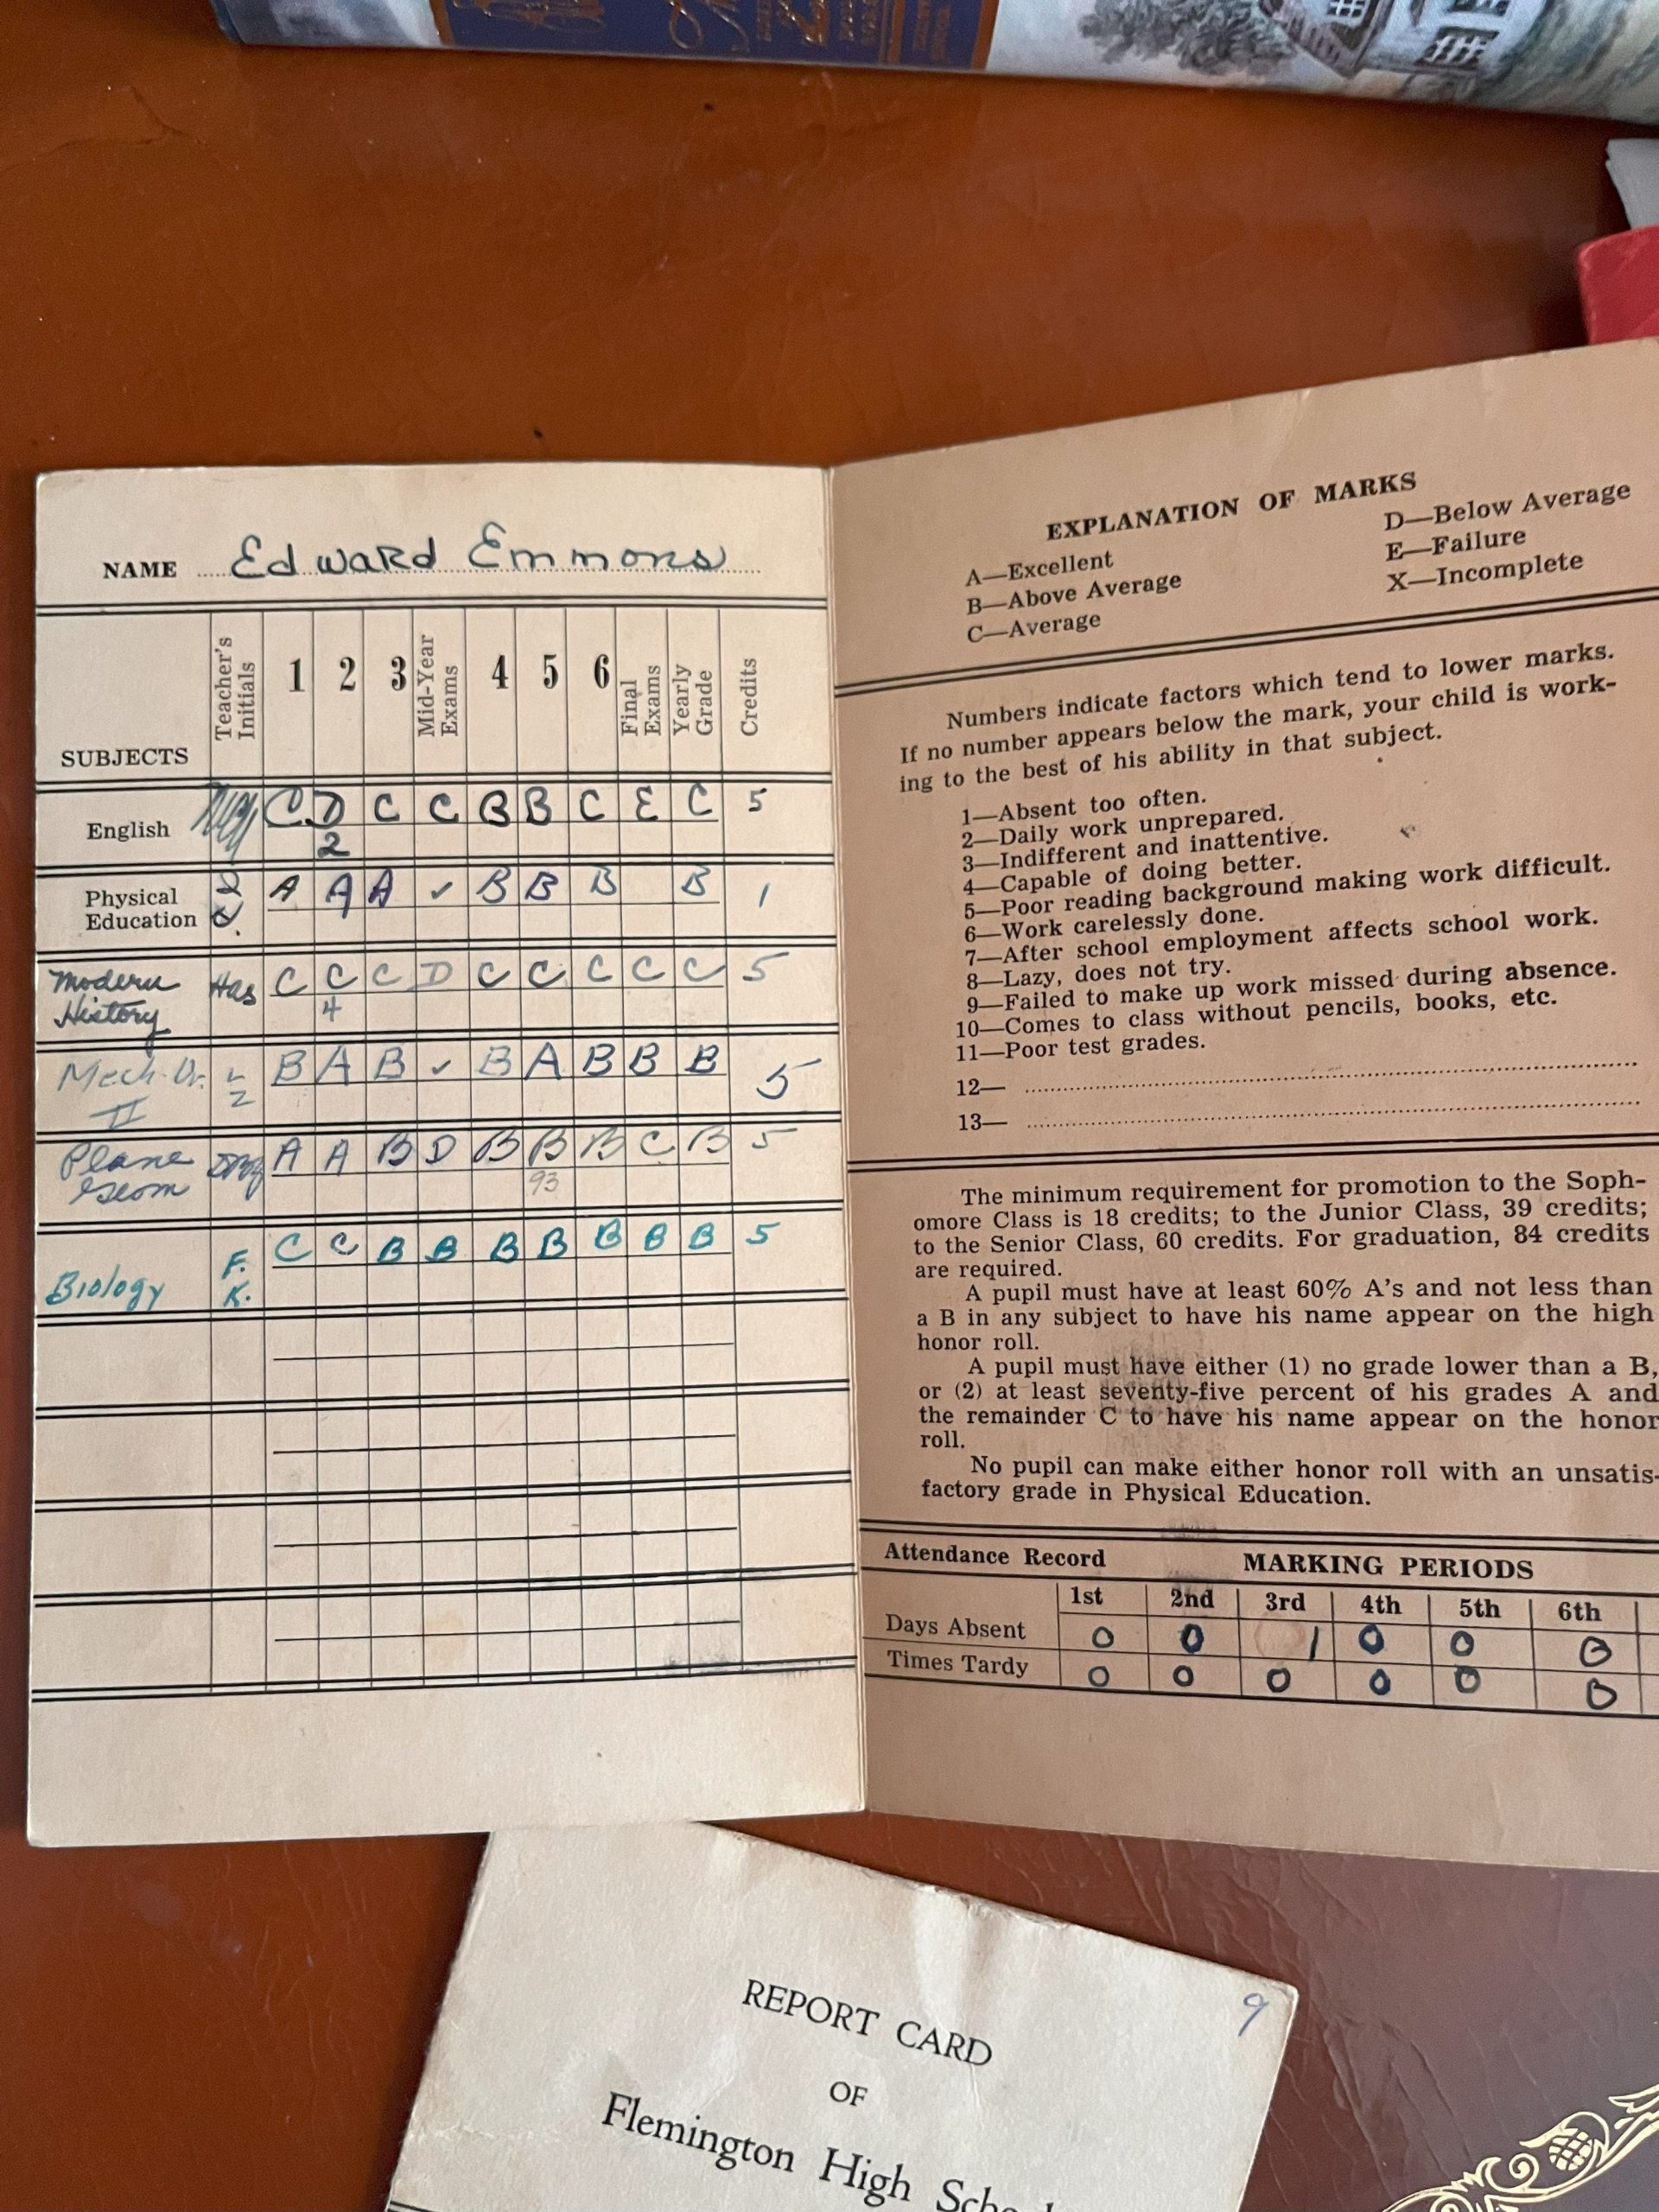 NAME Edward Emmons
SUBJECTS Teacher's Initials 1 2 3 Mid-Year Exams 4 5 6 Final Exams Yearly Grade Credits
English C D C C B B C E C 5
2
Physical Education A A A ✓ B B B B 1
Modern History Has C C C D C C C C C 5
4
Mech. Dr. II L Z B A B ✓ B A B B B 5
Plane Geom A A B D B B B C B 5
93
Biology F. K. C C B B B B B B B 5
EXPLANATION OF MARKS
A—Excellent D—Below Average
B—Above Average E—Failure
C—Average X—Incomplete
Numbers indicate factors which tend to lower marks.
If no number appears below the mark, your child is work-
ing to the best of his ability in that subject.
1—Absent too often.
2—Daily work unprepared.
3—Indifferent and inattentive.
4—Capable of doing better.
5—Poor reading background making work difficult.
6—Work carelessly done.
7—After school employment affects school work.
8—Lazy, does not try.
9—Failed to make up work missed during absence.
10—Comes to class without pencils, books, etc.
11—Poor test grades.
12—
13—
The minimum requirement for promotion to the Soph-
omore Class is 18 credits; to the Junior Class, 39 credits;
to the Senior Class, 60 credits. For graduation, 84 credits
are required.
A pupil must have at least 60% A's and not less than
a B in any subject to have his name appear on the high
honor roll.
A pupil must have either (1) no grade lower than a B,
or (2) at least seventy-five percent of his grades A and
the remainder C to have his name appear on the honor
roll.
No pupil can make either honor roll with an unsatis-
factory grade in Physical Education.
Attendance Record MARKING PERIODS
1st 2nd 3rd 4th 5th 6th
Days Absent 0 0 1 0 0 0
Times Tardy 0 0 0 0 0 0
9
REPORT CARD
OF
Flemington High